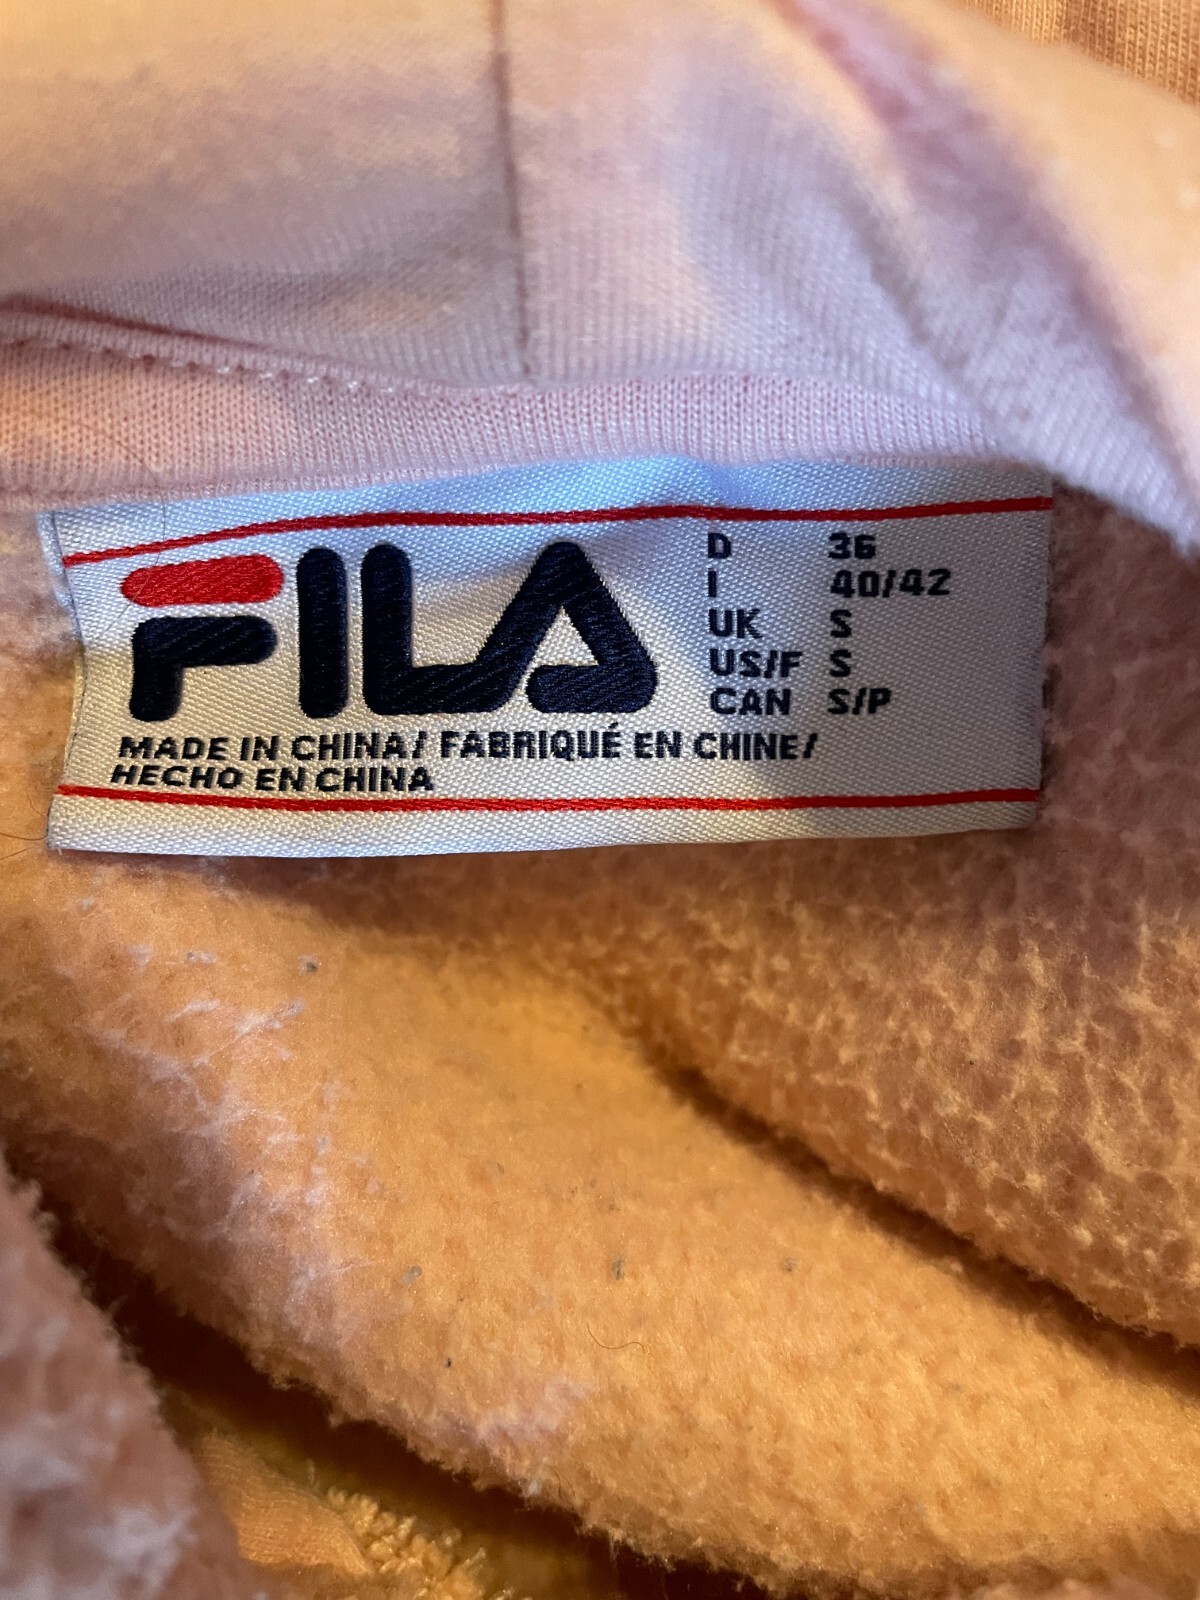 FILA
D 36
I 40/42
UK S
US/F S
CAN S/P
MADE IN CHINA/ FABRIQUÉ EN CHINE/
HECHO EN CHINA